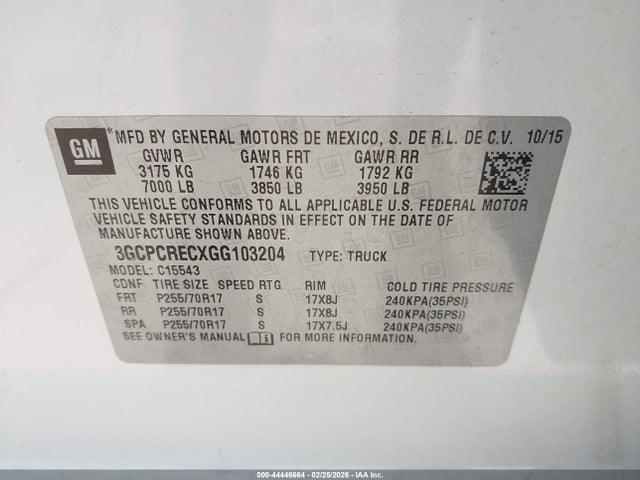 GM
* MFD BY GENERAL MOTORS DE MEXICO, S. DE R.L. DE C.V. 10/15
GVWR GAWR FRT GAWR RR
3175 KG 1746 KG 1792 KG
7000 LB 3850 LB 3950 LB
THIS VEHICLE CONFORMS TO ALL APPLICABLE U.S. FEDERAL MOTOR
VEHICLE SAFETY STANDARDS IN EFFECT ON THE DATE OF
MANUFACTURE SHOWN ABOVE.
3GCPCRECXGG103204 TYPE: TRUCK
MODEL: C15543
CONF TIRE SIZE SPEED RTG RIM COLD TIRE PRESSURE
FRT P255/70R17 S 17X8J 240KPA(35PSI)
RR P255/70R17 S 17X8J 240KPA(35PSI)
SPA P255/70R17 S 17X7.5J 240KPA(35PSI)
SEE OWNER'S MANUAL FOR MORE INFORMATION.
000-44446664 - 02/25/2026 - IAA Inc.